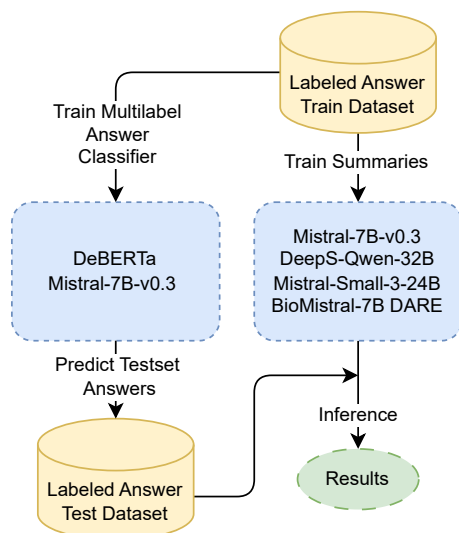 Labeled Answer
Train Dataset
Train Multilabel
Answer
Classifier
Train Summaries
DeBERTa
Mistral-7B-v0.3
Mistral-7B-v0.3
DeepS-Qwen-32B
Mistral-Small-3-24B
BioMistral-7B DARE
Predict Testset
Answers
Inference
Labeled Answer
Test Dataset
Results